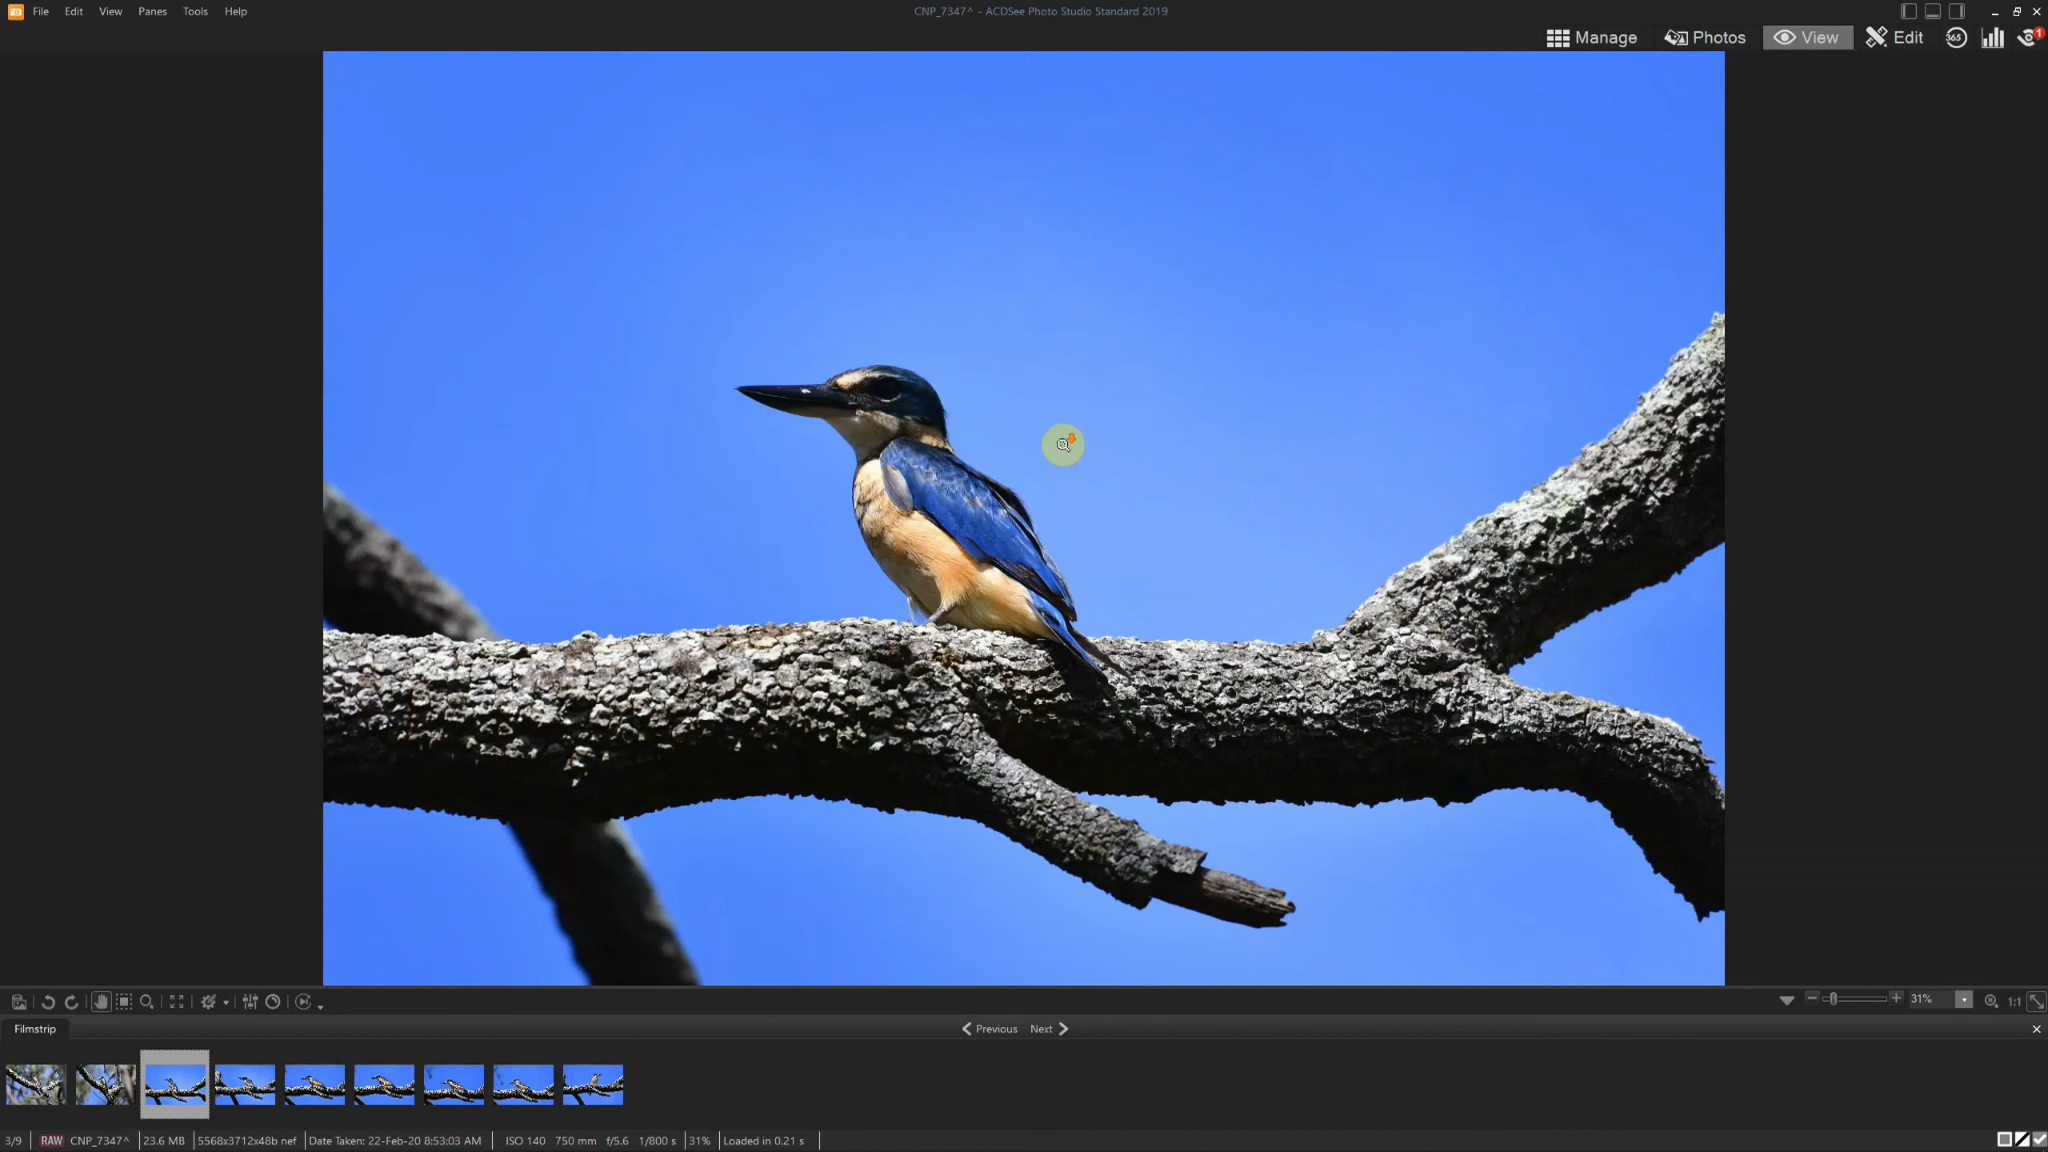 File Edit View Panes Tools Help
CNP_7347^ - ACDSee Photo Studio Standard 2019
Manage Photos View Edit 365 1
31% 1:1
Filmstrip
Previous Next
3/9 RAW CNP_7347^ 23.6 MB 5568x3712x48b nef Date Taken: 22-Feb-20 8:53:03 AM ISO 140 750 mm f/5.6 1/800 s 31% Loaded in 0.21 s